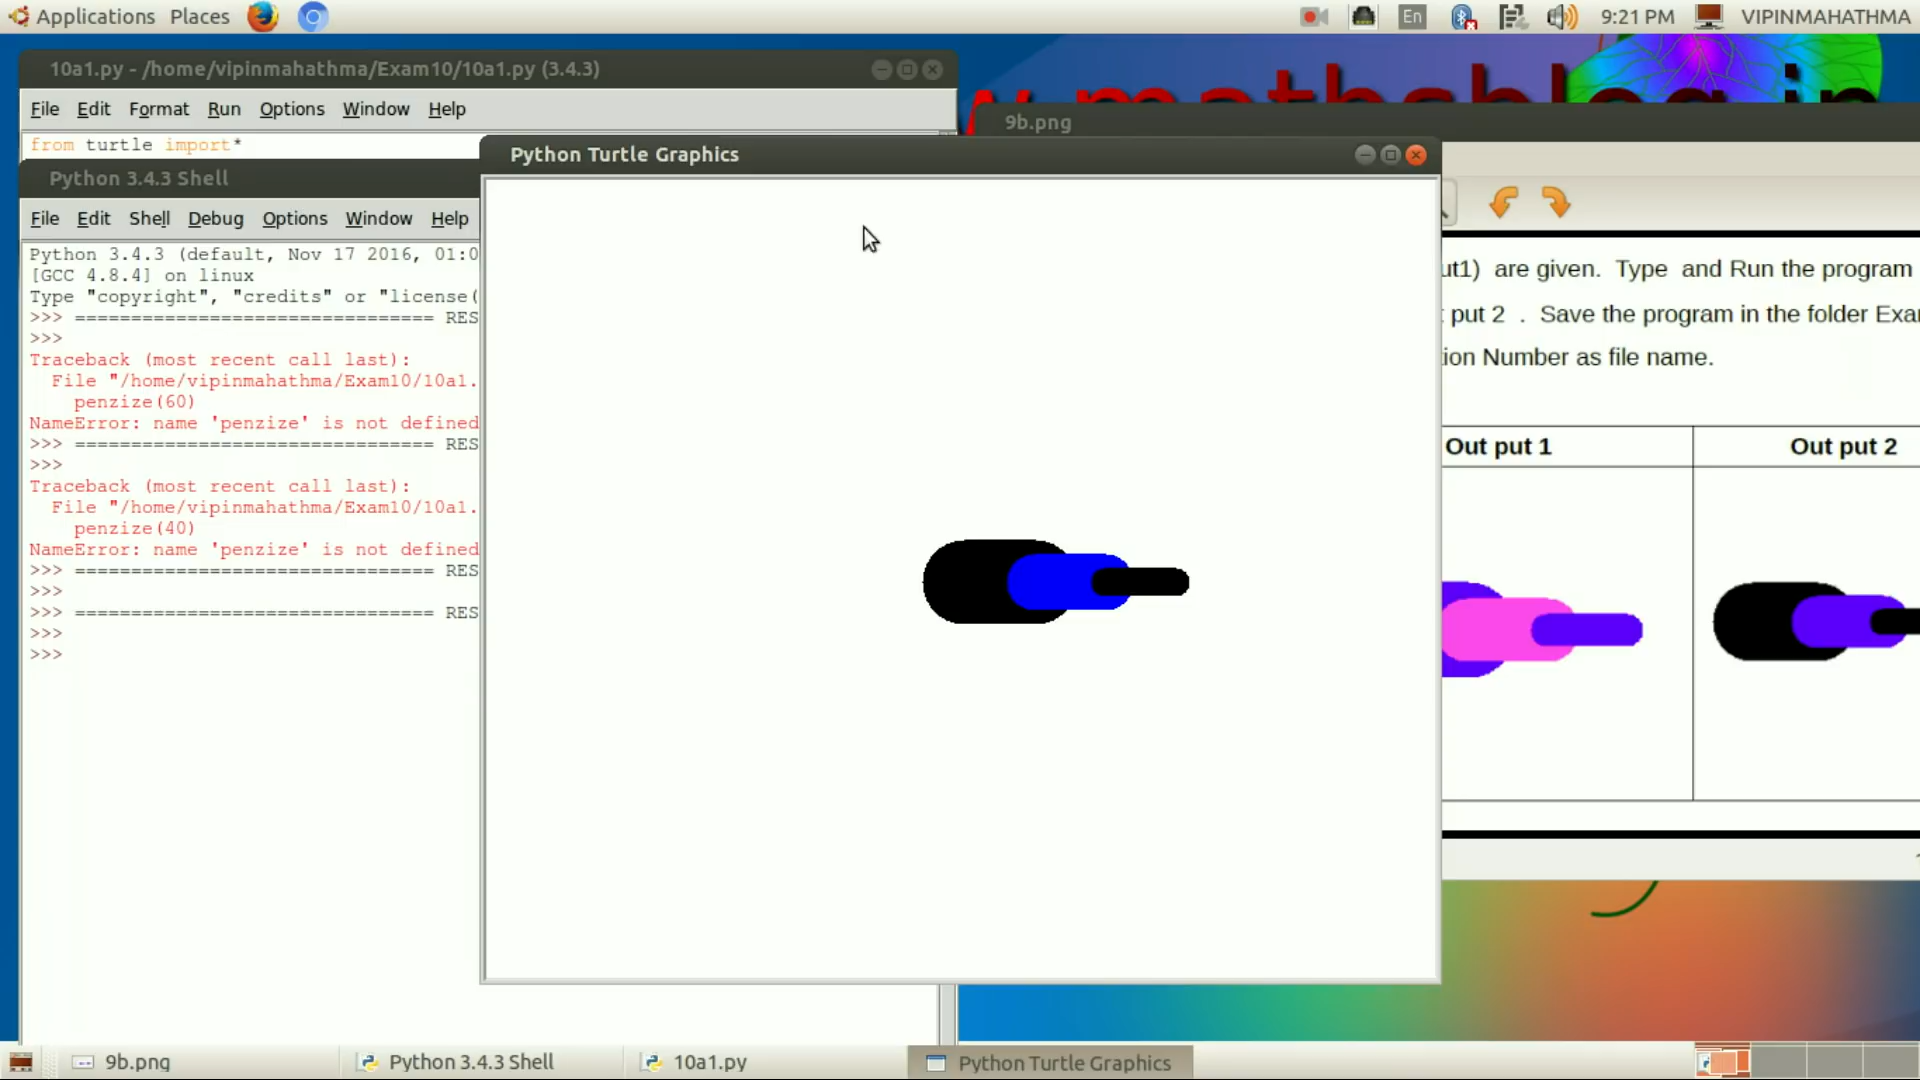 Applications Places
En 9:21 PM VIPINMAHATHMA
10a1.py - /home/vipinmahathma/Exam10/10a1.py (3.4.3)
File Edit Format Run Options Window Help
from turtle import*
9b.png
Python Turtle Graphics
Python 3.4.3 Shell
File Edit Shell Debug Options Window Help
Python 3.4.3 (default, Nov 17 2016, 01:0
[GCC 4.8.4] on linux
Type "copyright", "credits" or "license(
>>> ================================ RES
>>>
Traceback (most recent call last):
File "/home/vipinmahathma/Exam10/10a1.
penzize(60)
NameError: name 'penzize' is not defined
>>> ================================ RES
>>>
Traceback (most recent call last):
File "/home/vipinmahathma/Exam10/10a1.
penzize(40)
NameError: name 'penzize' is not defined
>>> ================================ RES
>>>
>>> ================================ RES
>>>
>>>
ut1) are given. Type and Run the program
put 2 . Save the program in the folder Exa
ion Number as file name.
Out put 1 Out put 2
9b.png Python 3.4.3 Shell 10a1.py Python Turtle Graphics